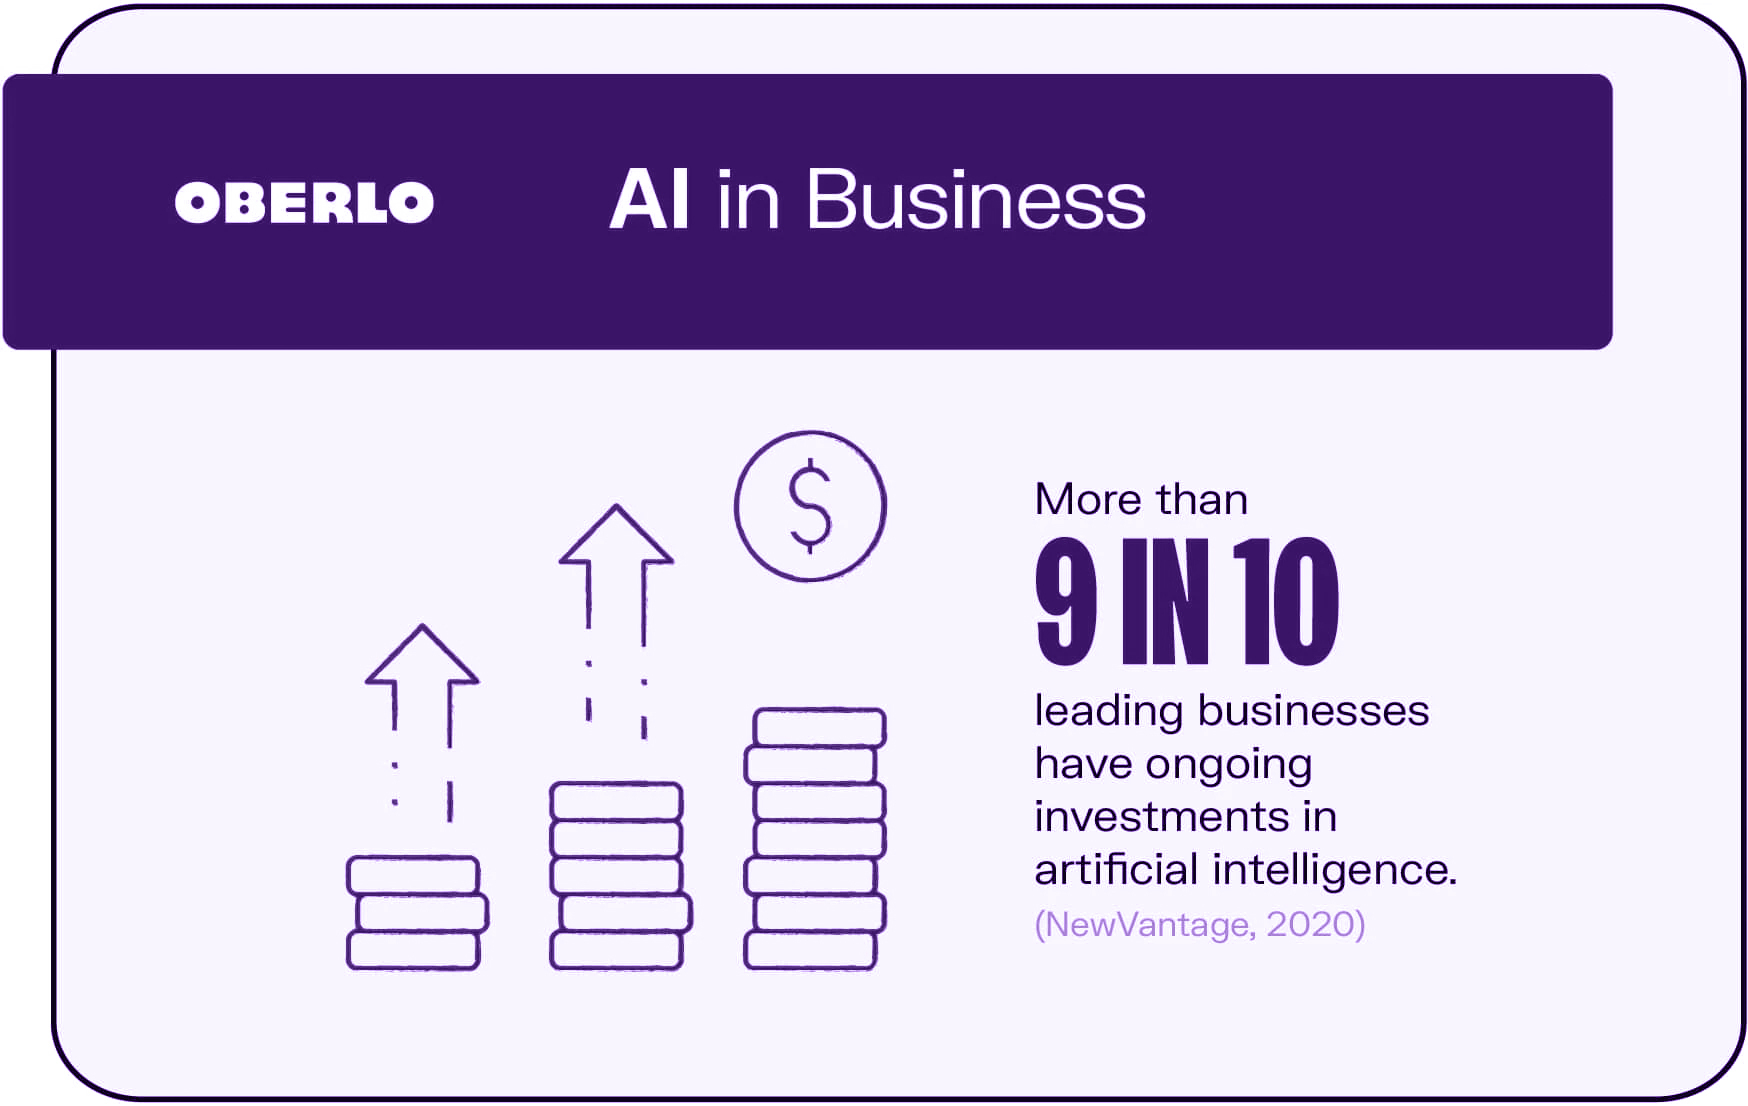 OBERLO
AI in Business
$
More than
9 IN 10
leading businesses
have ongoing
investments in
artificial intelligence.
(NewVantage, 2020)